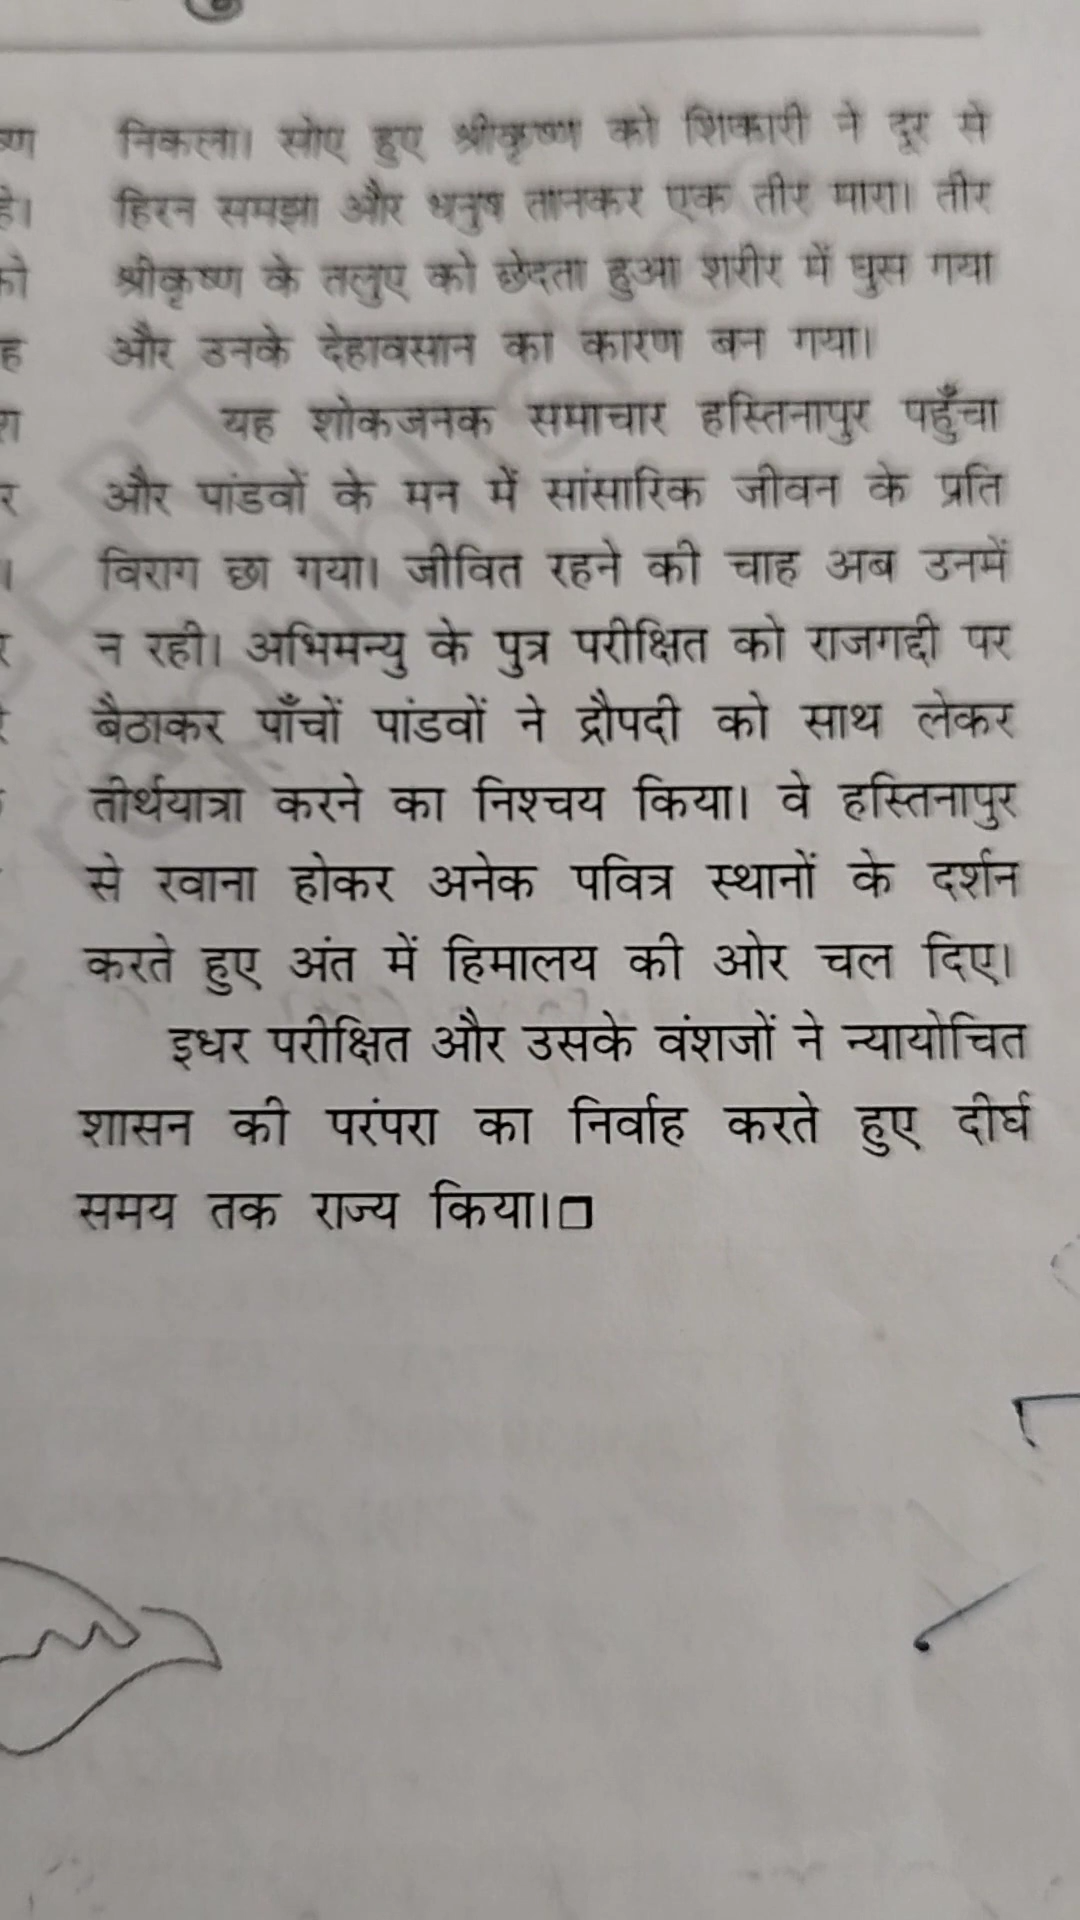 निकला। सोए हुए श्रीकृष्ण को शिकारी ने दूर से
हिरन समझा और धनुष तानकर एक तीर मारा। तीर
श्रीकृष्ण के तलुए को छेदता हुआ शरीर में घुस गया
और उनके देहावसान का कारण बन गया।
यह शोकजनक समाचार हस्तिनापुर पहुँचा
और पांडवों के मन में सांसारिक जीवन के प्रति
विराग छा गया। जीवित रहने की चाह अब उनमें
न रही। अभिमन्यु के पुत्र परीक्षित को राजगद्दी पर
बैठाकर पाँचों पांडवों ने द्रौपदी को साथ लेकर
तीर्थयात्रा करने का निश्चय किया। वे हस्तिनापुर
से रवाना होकर अनेक पवित्र स्थानों के दर्शन
करते हुए अंत में हिमालय की ओर चल दिए।
इधर परीक्षित और उसके वंशजों ने न्यायोचित
शासन की परंपरा का निर्वाह करते हुए दीर्घ
समय तक राज्य किया।